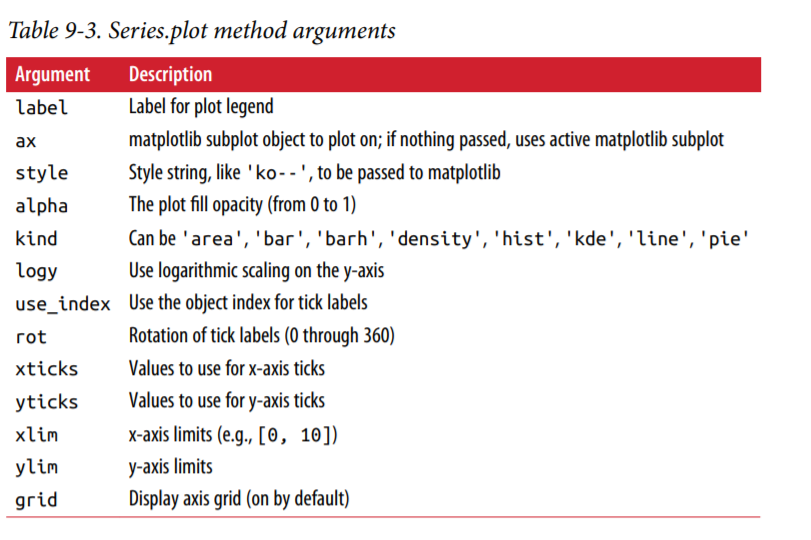 Table 9-3. Series.plot method arguments
Argument Description
label Label for plot legend
ax matplotlib subplot object to plot on; if nothing passed, uses active matplotlib subplot
style Style string, like 'ko--', to be passed to matplotlib
alpha The plot fill opacity (from 0 to 1)
kind Can be 'area', 'bar', 'barh', 'density', 'hist', 'kde', 'line', 'pie'
logy Use logarithmic scaling on the y-axis
use_index Use the object index for tick labels
rot Rotation of tick labels (0 through 360)
xticks Values to use for x-axis ticks
yticks Values to use for y-axis ticks
xlim x-axis limits (e.g., [0, 10])
ylim y-axis limits
grid Display axis grid (on by default)